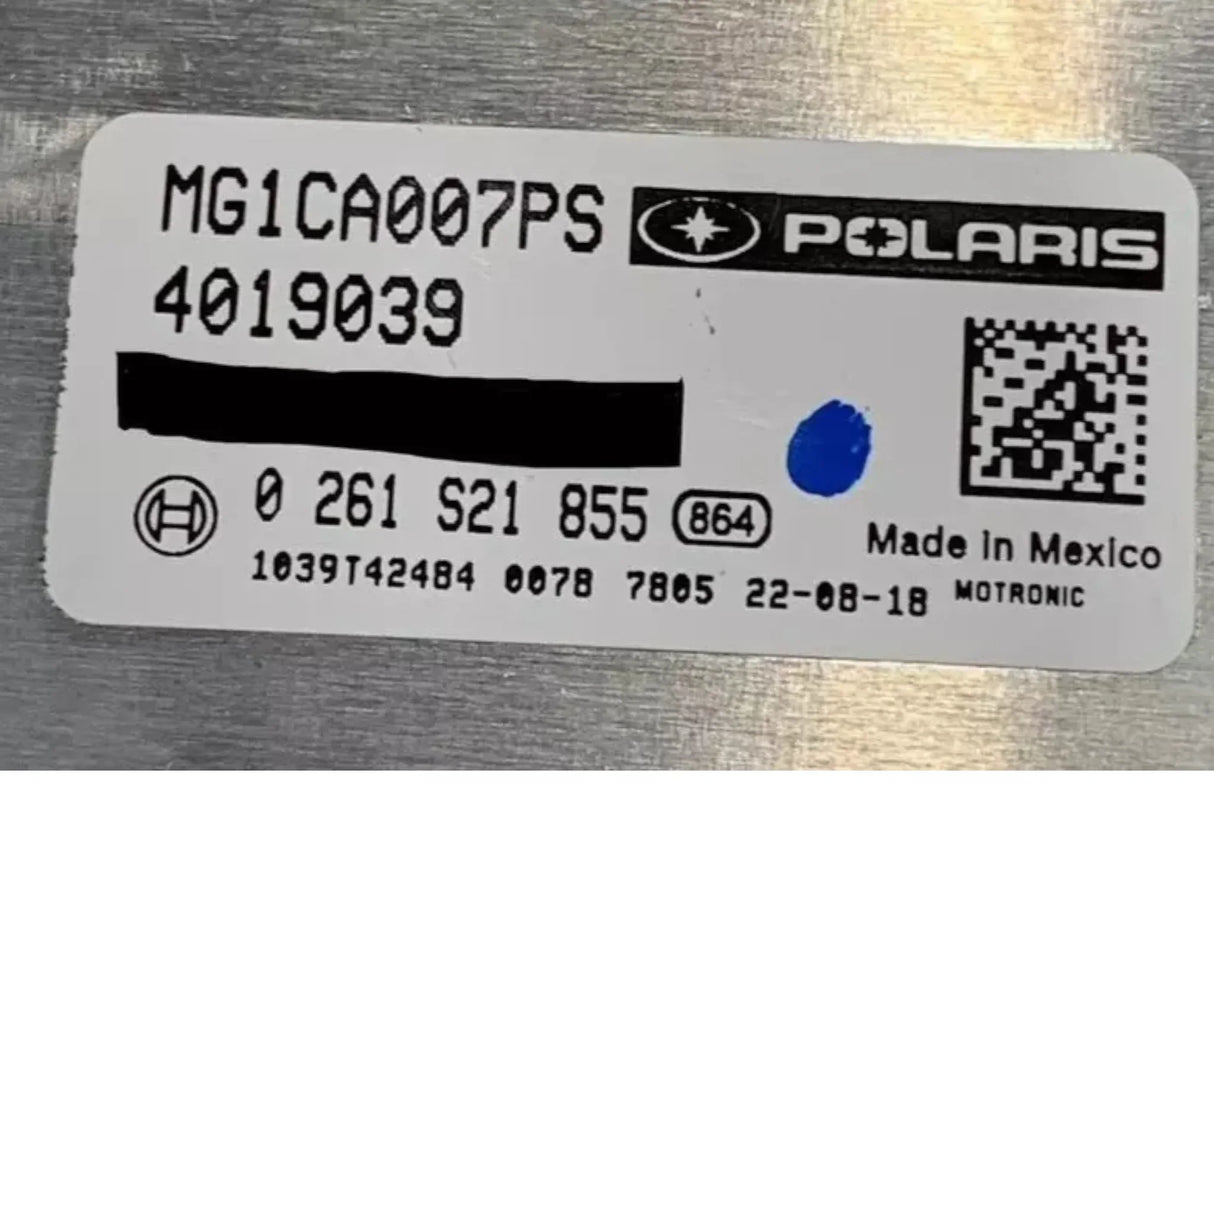 MG1CA007PS POLARIS
4019039
0 261 S21 855 864
Made in Mexico
1039T42484 0078 7805 22-08-18 MOTRONIC